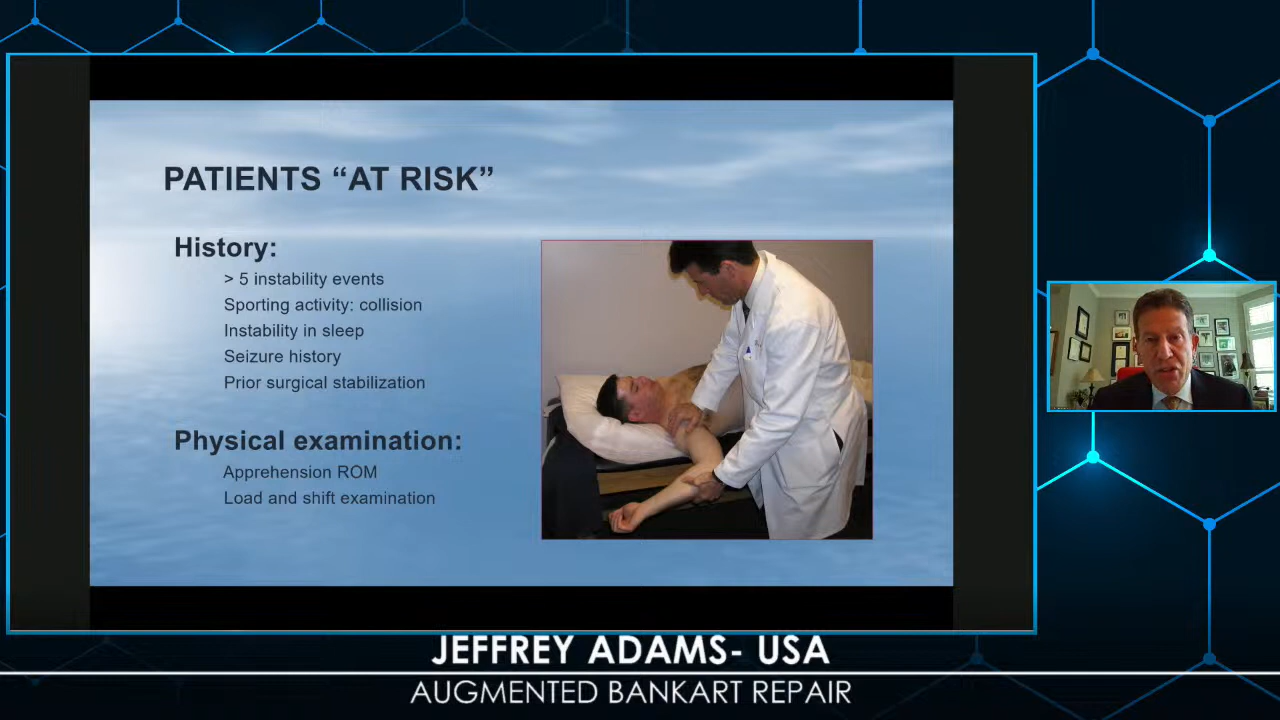 PATIENTS “AT RISK”
History:
> 5 instability events
Sporting activity: collision
Instability in sleep
Seizure history
Prior surgical stabilization
Physical examination:
Apprehension ROM
Load and shift examination
JEFFREY ADAMS- USA
AUGMENTED BANKART REPAIR